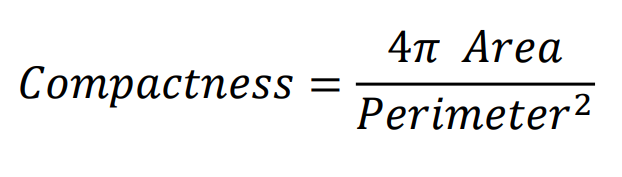 Compactness = 4π Area / Perimeter²